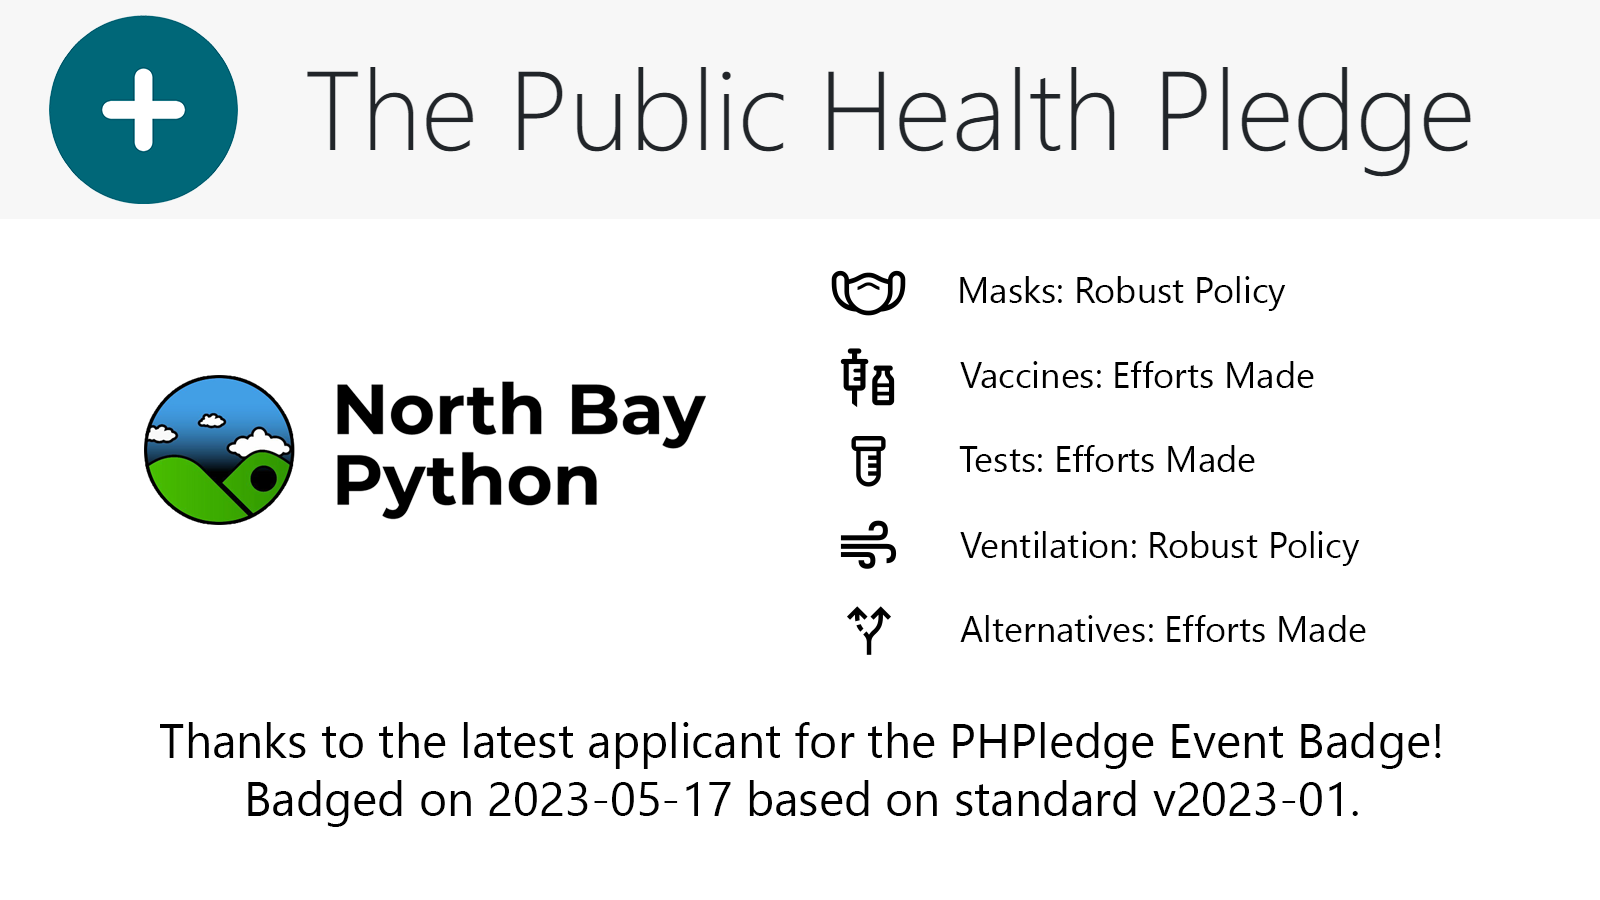 The Public Health Pledge
North Bay
Python
Masks: Robust Policy
Vaccines: Efforts Made
Tests: Efforts Made
Ventilation: Robust Policy
Alternatives: Efforts Made
Thanks to the latest applicant for the PHPledge Event Badge!
Badged on 2023-05-17 based on standard v2023-01.